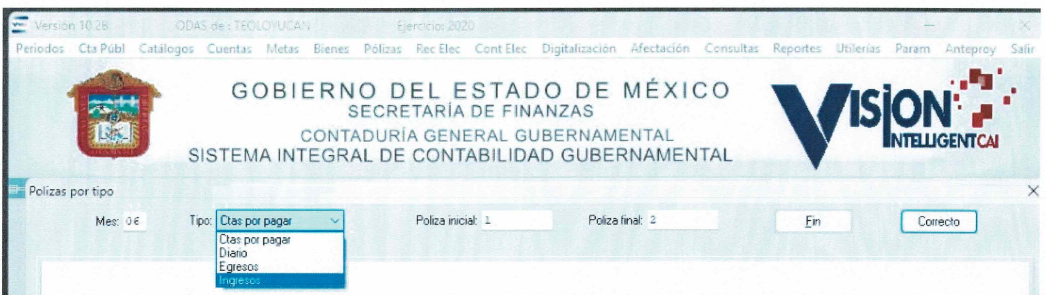 Versión 10.28 ODAS de : TEOLOYUCAN Ejercicio: 2020
Periodos Cta Públ Catálogos Cuentas Metas Bienes Pólizas Rec Elec Cont Elec Digitalización Afectación Consultas Reportes Utilerías Param Anteproy Salir
GOBIERNO DEL ESTADO DE MÉXICO
SECRETARÍA DE FINANZAS
CONTADURÍA GENERAL GUBERNAMENTAL
SISTEMA INTEGRAL DE CONTABILIDAD GUBERNAMENTAL
VISION
INTELLIGENTCAI
Polizas por tipo
Mes: 06 Tipo: Ctas por pagar Poliza inicial: 1 Poliza final: 2 Fin Correcto
Ctas por pagar
Diario
Egresos
Ingresos